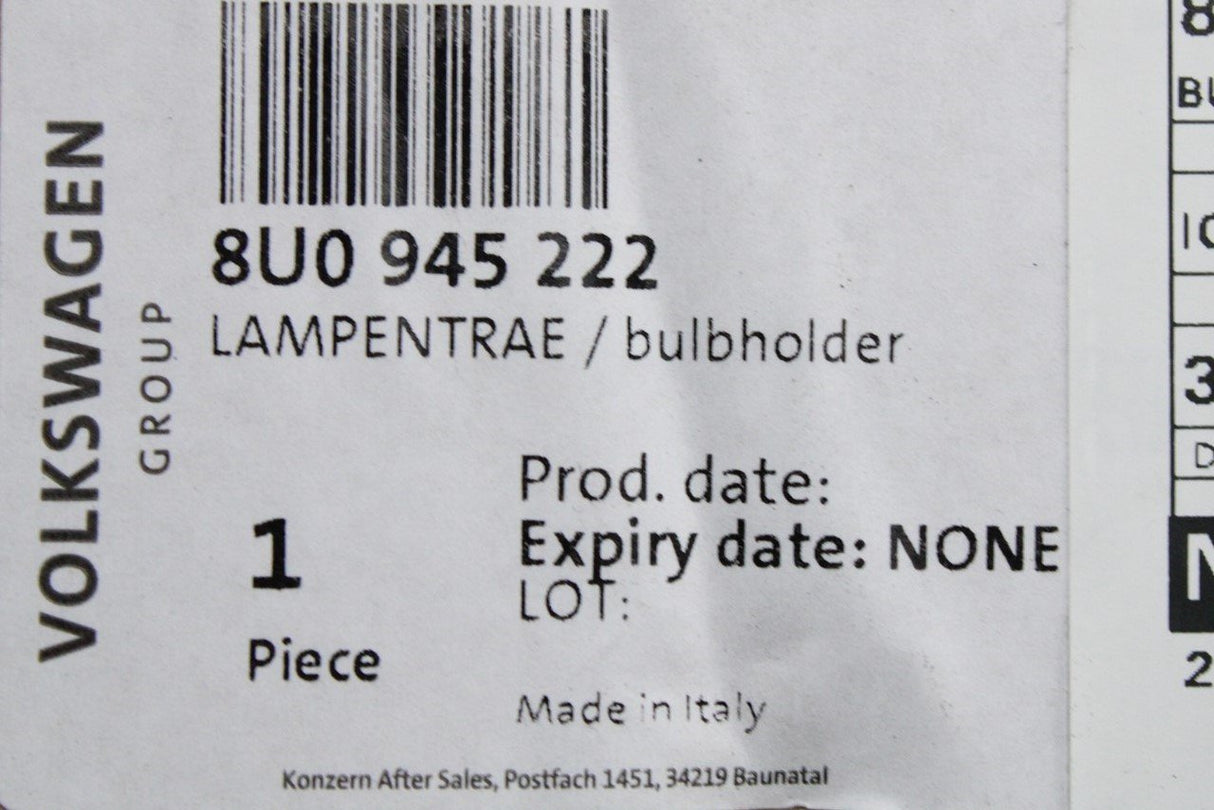 VOLKSWAGEN
GROUP
8U0 945 222
LAMPENTRAE / bulbholder
Prod. date:
Expiry date: NONE
LOT:
1
Piece
Made in Italy
Konzern After Sales, Postfach 1451, 34219 Baunatal